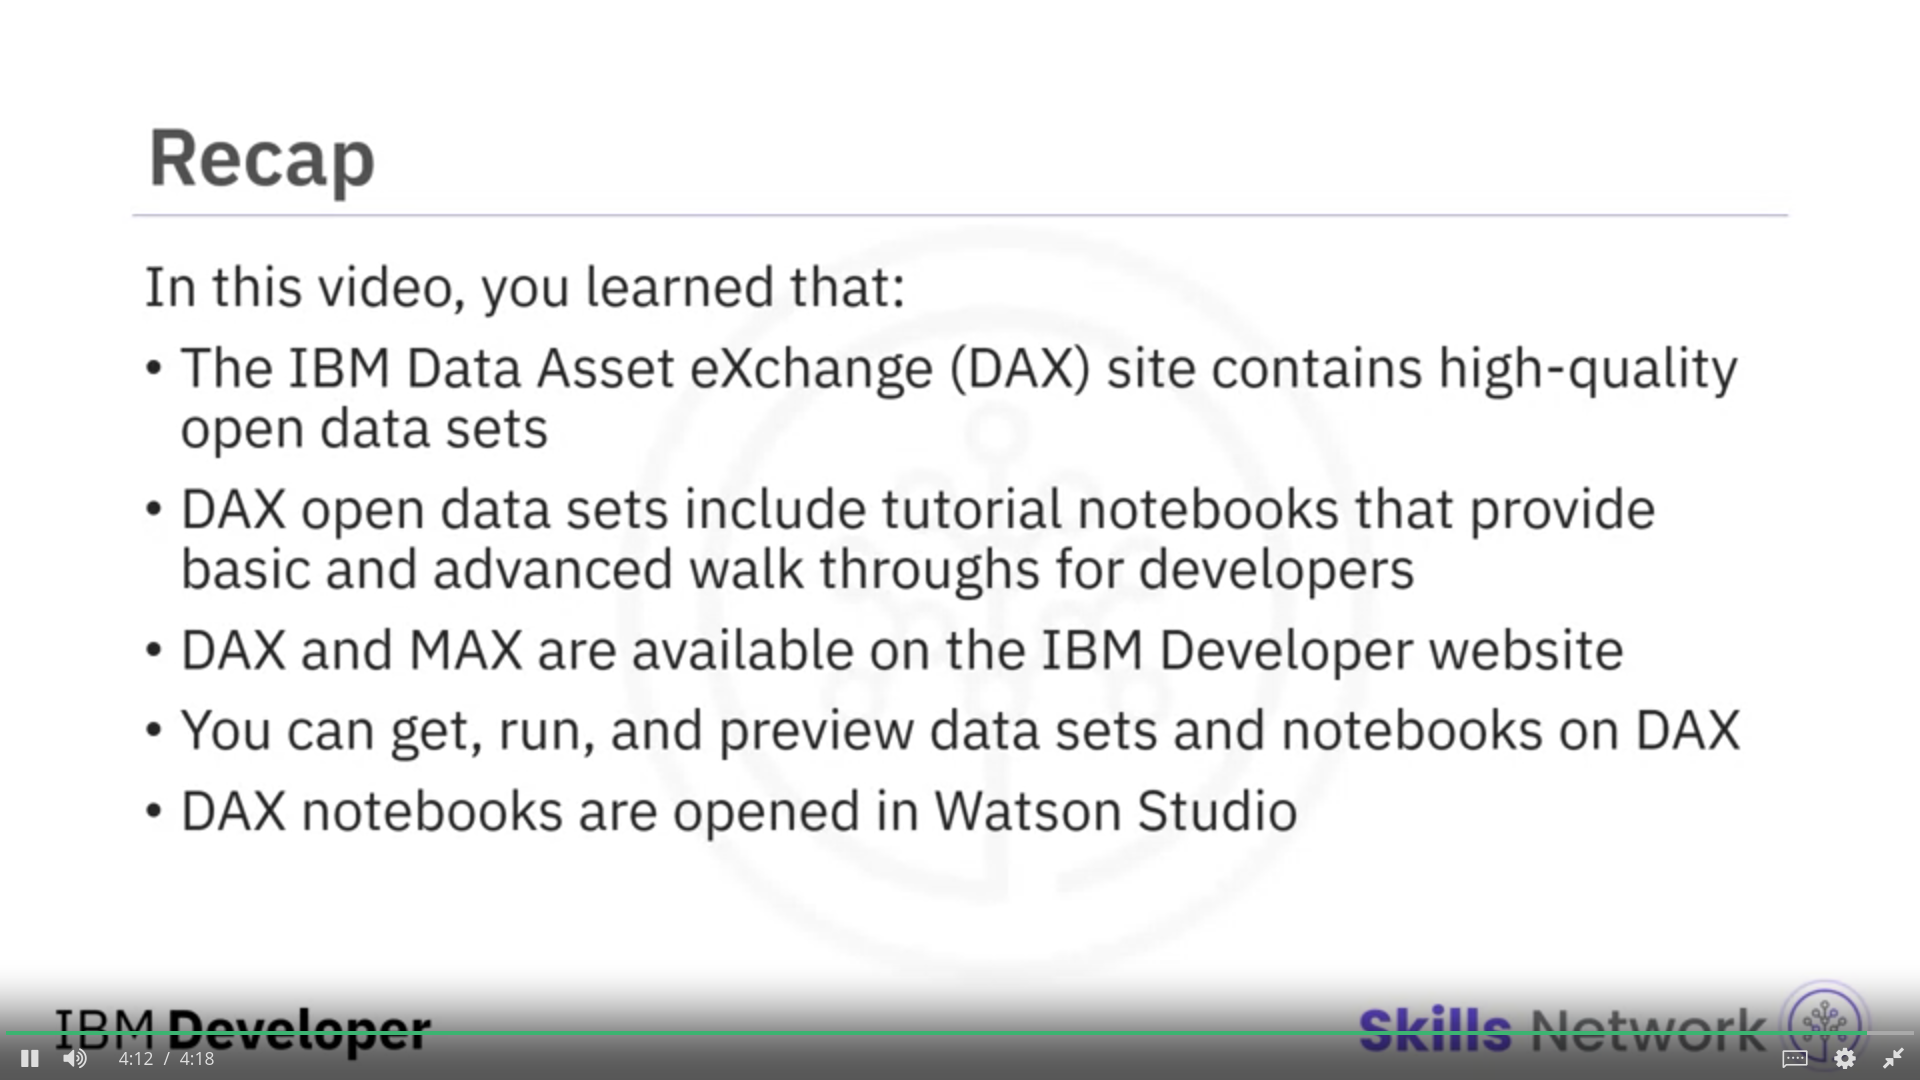 Recap
In this video, you learned that:
• The IBM Data Asset eXchange (DAX) site contains high-quality
open data sets
• DAX open data sets include tutorial notebooks that provide
basic and advanced walk throughs for developers
• DAX and MAX are available on the IBM Developer website
• You can get, run, and preview data sets and notebooks on DAX
• DAX notebooks are opened in Watson Studio
IBM Developer
Skills Network
4:12 / 4:18